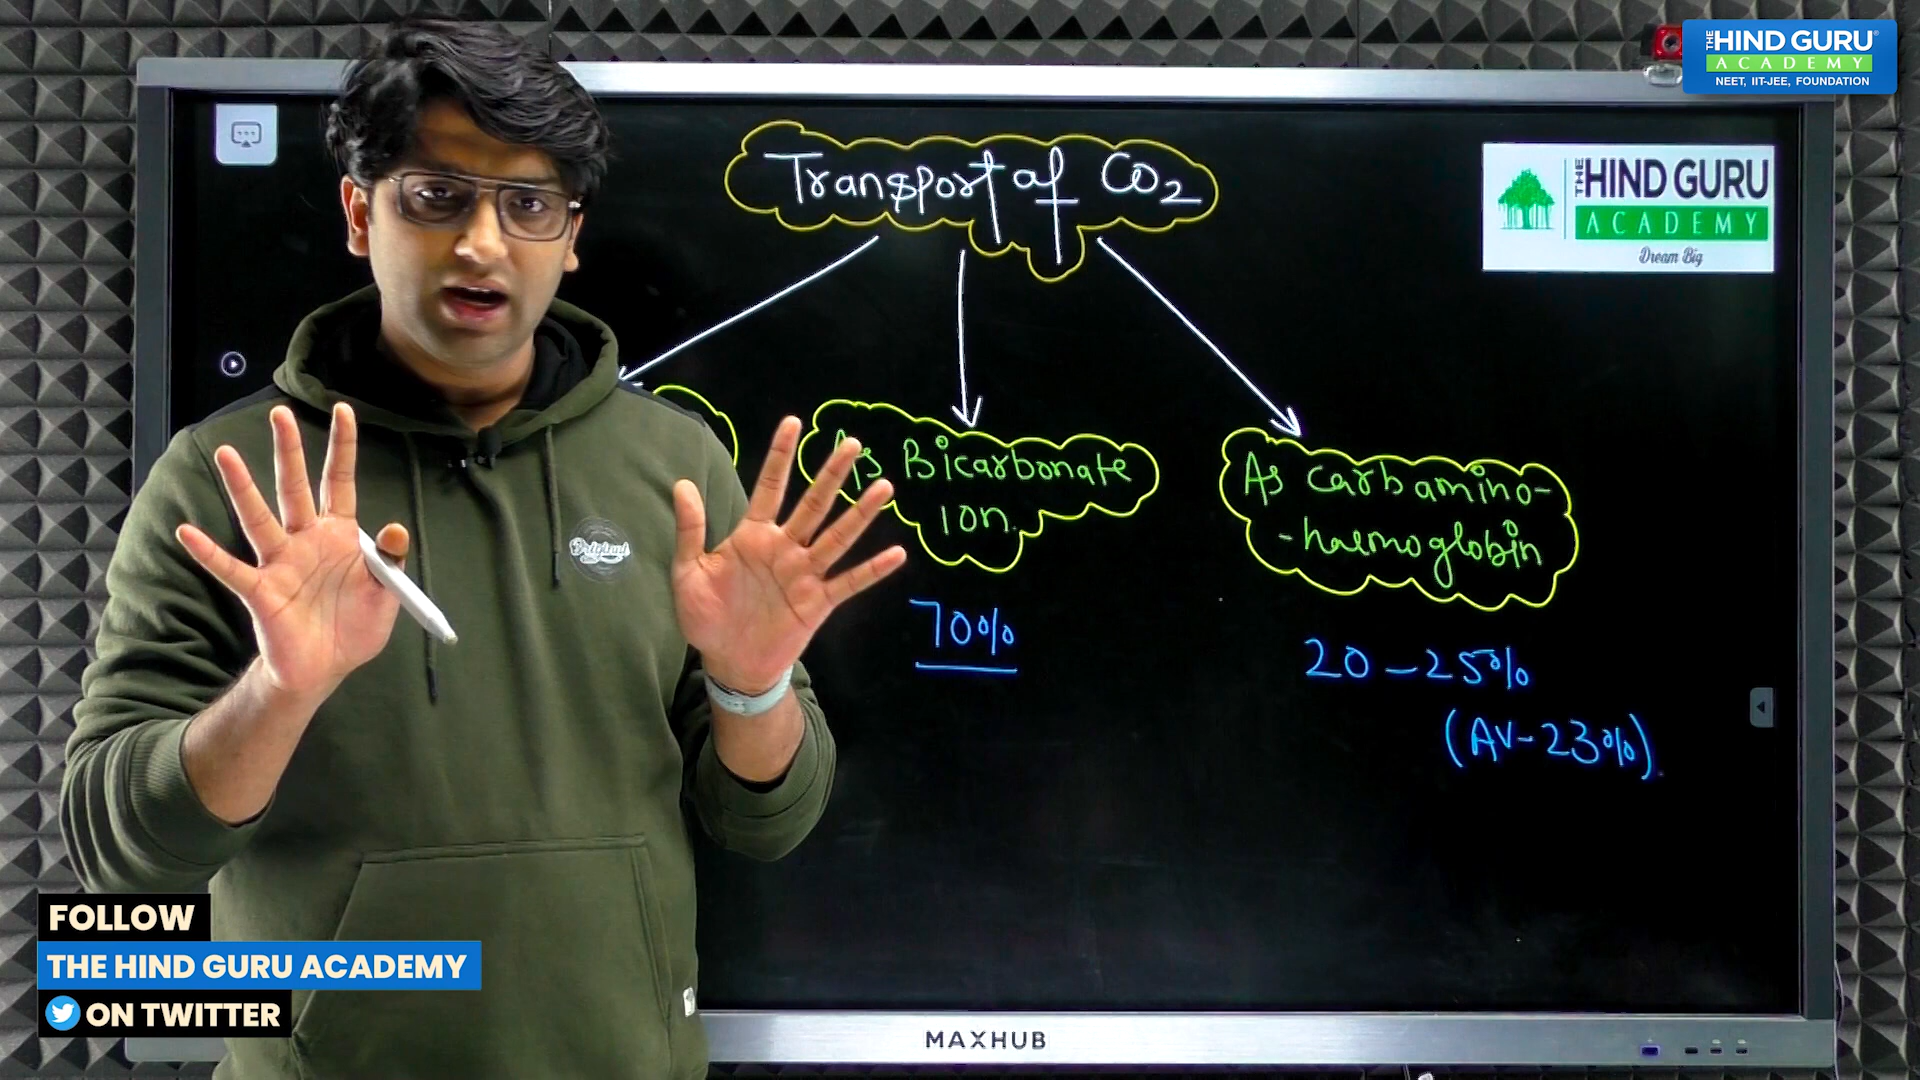 THE HIND GURU
ACADEMY
NEET, IIT-JEE, FOUNDATION
Transport of CO2
THE HIND GURU
ACADEMY
Dream Big
As Bicarbonate
ion.
As carbamino-
-haemoglobin
Original
70%
20-25%
(AV-23%).
FOLLOW
THE HIND GURU ACADEMY
ON TWITTER
MAXHUB